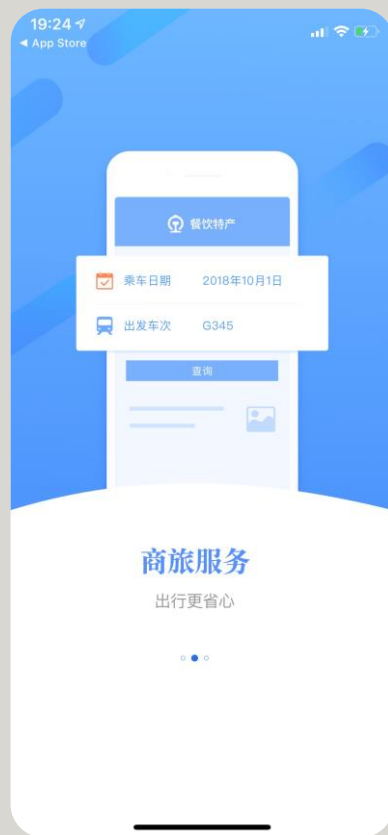 19:24
◀ App Store
餐饮特产
乘车日期 2018年10月1日
出发车次 G345
查询
商旅服务
出行更省心